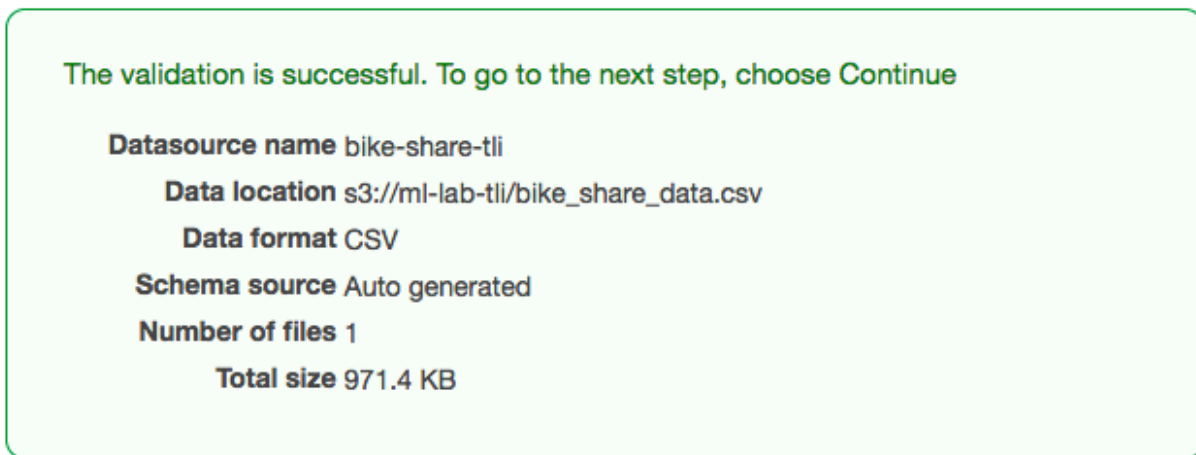 The validation is successful. To go to the next step, choose Continue
Datasource name bike-share-tli
Data location s3://ml-lab-tli/bike_share_data.csv
Data format CSV
Schema source Auto generated
Number of files 1
Total size 971.4 KB